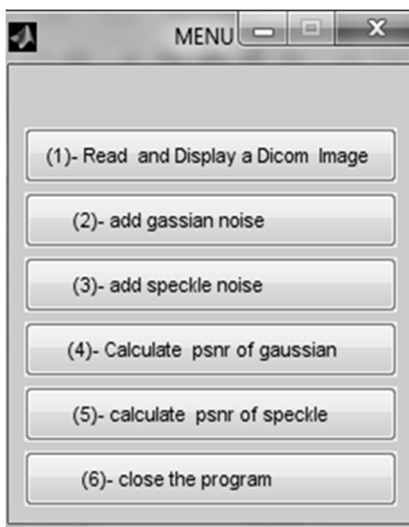 MENU
(1)- Read and Display a Dicom Image
(2)- add gassian noise
(3)- add speckle noise
(4)- Calculate psnr of gaussian
(5)- calculate psnr of speckle
(6)- close the program